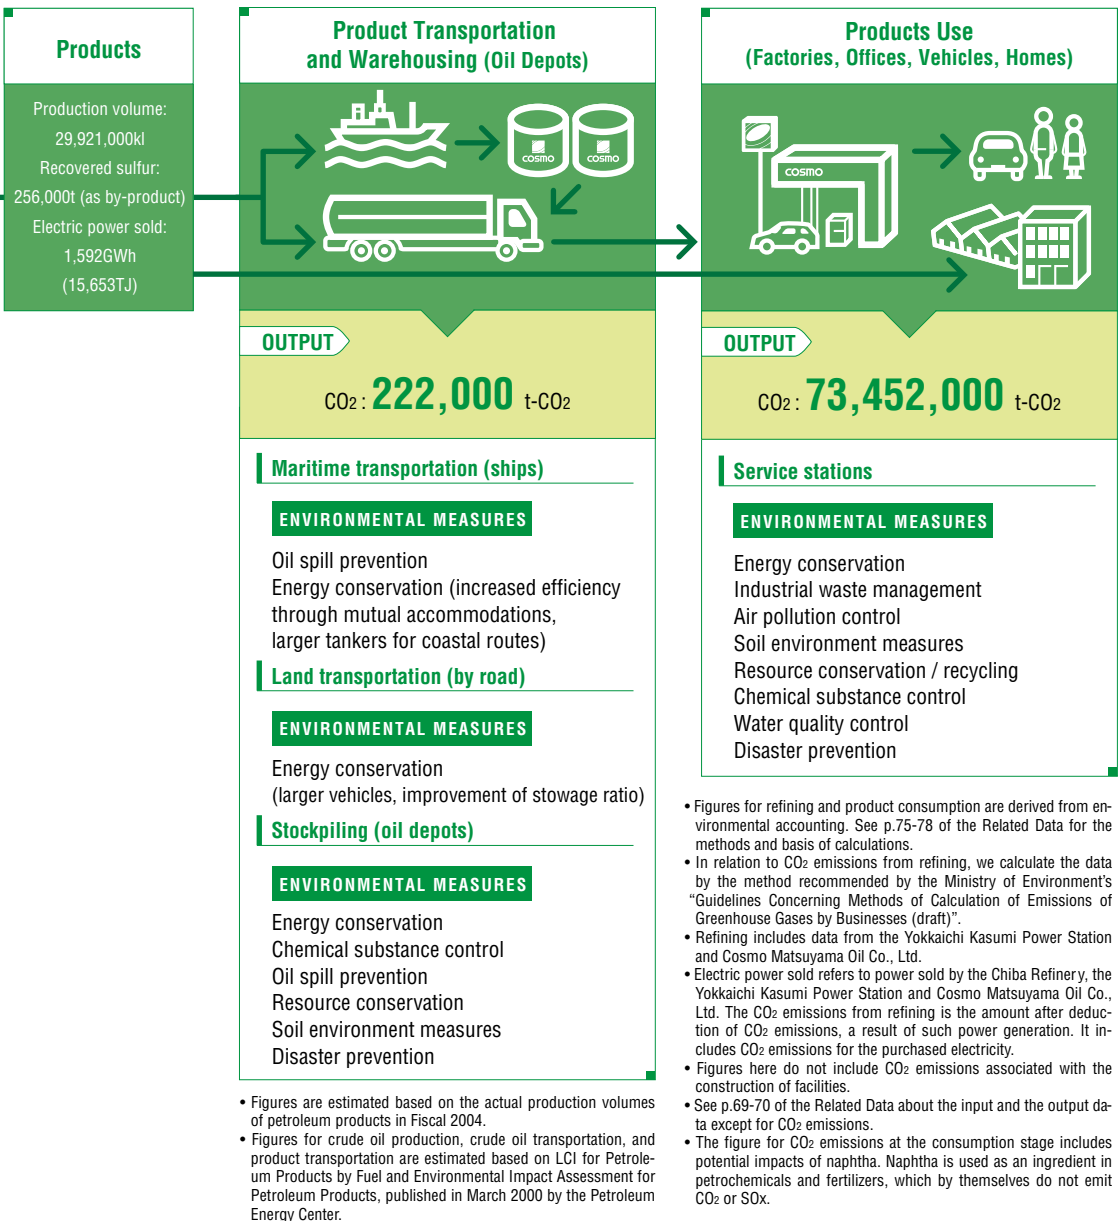 Products
Production volume:
29,921,000kl
Recovered sulfur:
256,000t (as by-product)
Electric power sold:
1,592GWh
(15,653TJ)
Product Transportation
and Warehousing (Oil Depots)
COSMO
COSMO
OUTPUT
CO2 : 222,000 t-CO2
Maritime transportation (ships)
ENVIRONMENTAL MEASURES
Oil spill prevention
Energy conservation (increased efficiency
through mutual accommodations,
larger tankers for coastal routes)
Land transportation (by road)
ENVIRONMENTAL MEASURES
Energy conservation
(larger vehicles, improvement of stowage ratio)
Stockpiling (oil depots)
ENVIRONMENTAL MEASURES
Energy conservation
Chemical substance control
Oil spill prevention
Resource conservation
Soil environment measures
Disaster prevention
• Figures are estimated based on the actual production volumes
of petroleum products in Fiscal 2004.
• Figures for crude oil production, crude oil transportation, and
product transportation are estimated based on LCI for Petrole-
um Products by Fuel and Environmental Impact Assessment for
Petroleum Products, published in March 2000 by the Petroleum
Energy Center.
Products Use
(Factories, Offices, Vehicles, Homes)
COSMO
OUTPUT
CO2 : 73,452,000 t-CO2
Service stations
ENVIRONMENTAL MEASURES
Energy conservation
Industrial waste management
Air pollution control
Soil environment measures
Resource conservation / recycling
Chemical substance control
Water quality control
Disaster prevention
• Figures for refining and product consumption are derived from en-
vironmental accounting. See p.75-78 of the Related Data for the
methods and basis of calculations.
• In relation to CO2 emissions from refining, we calculate the data
by the method recommended by the Ministry of Environment's
“Guidelines Concerning Methods of Calculation of Emissions of
Greenhouse Gases by Businesses (draft)”.
• Refining includes data from the Yokkaichi Kasumi Power Station
and Cosmo Matsuyama Oil Co., Ltd.
• Electric power sold refers to power sold by the Chiba Refinery, the
Yokkaichi Kasumi Power Station and Cosmo Matsuyama Oil Co.,
Ltd. The CO2 emissions from refining is the amount after deduc-
tion of CO2 emissions, a result of such power generation. It in-
cludes CO2 emissions for the purchased electricity.
• Figures here do not include CO2 emissions associated with the
construction of facilities.
• See p.69-70 of the Related Data about the input and the output da-
ta except for CO2 emissions.
• The figure for CO2 emissions at the consumption stage includes
potential impacts of naphtha. Naphtha is used as an ingredient in
petrochemicals and fertilizers, which by themselves do not emit
CO2 or SOx.